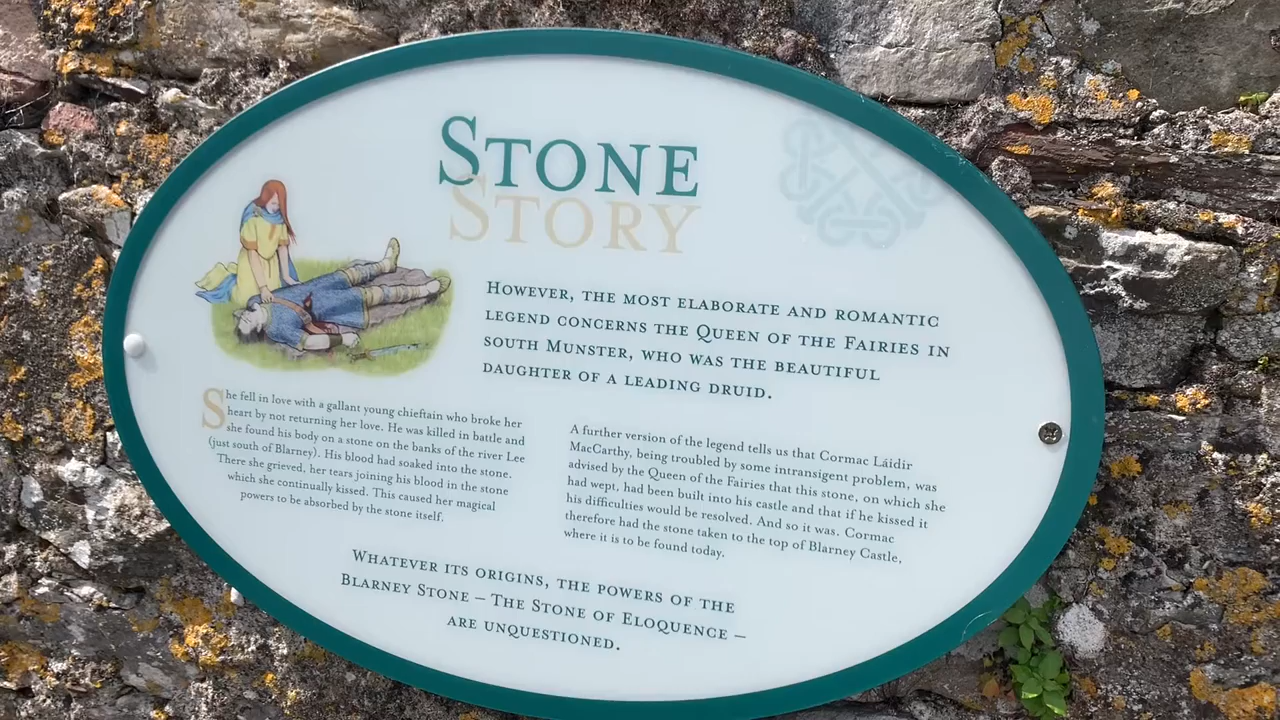 STONE
STORY
HOWEVER, THE MOST ELABORATE AND ROMANTIC
LEGEND CONCERNS THE QUEEN OF THE FAIRIES IN
SOUTH MUNSTER, WHO WAS THE BEAUTIFUL
DAUGHTER OF A LEADING DRUID.
She fell in love with a gallant young chieftain who broke her
heart by not returning her love. He was killed in battle and
she found his body on a stone on the banks of the river Lee
(just south of Blarney). His blood had soaked into the stone.
There she grieved, her tears joining his blood in the stone
which she continually kissed. This caused her magical
powers to be absorbed by the stone itself.
A further version of the legend tells us that Cormac Láidir
MacCarthy, being troubled by some intransigent problem, was
advised by the Queen of the Fairies that this stone, on which she
had wept, had been built into his castle and that if he kissed it
his difficulties would be resolved. And so it was. Cormac
therefore had the stone taken to the top of Blarney Castle,
where it is to be found today.
WHATEVER ITS ORIGINS, THE POWERS OF THE
BLARNEY STONE – THE STONE OF ELOQUENCE –
ARE UNQUESTIONED.